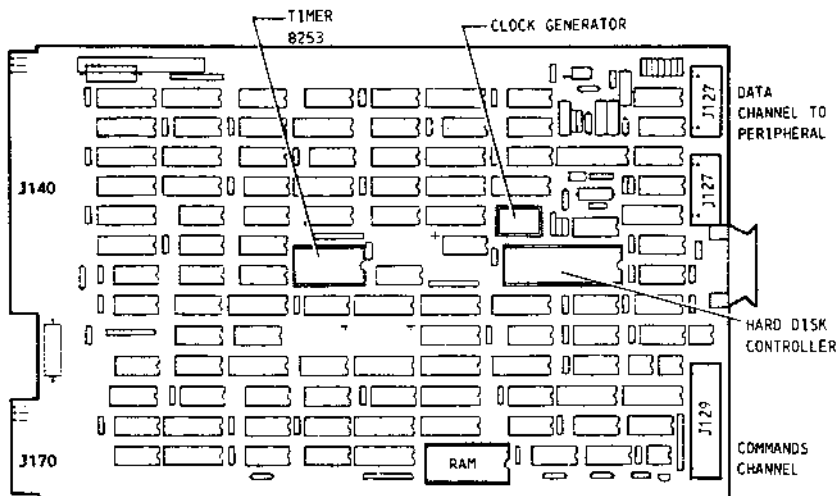 TIMER
8253
CLOCK GENERATOR
J127
DATA
CHANNEL TO
PERIPHERAL
J140
J127
HARD DISK
CONTROLLER
J129
J170
RAM
COMMANDS
CHANNEL